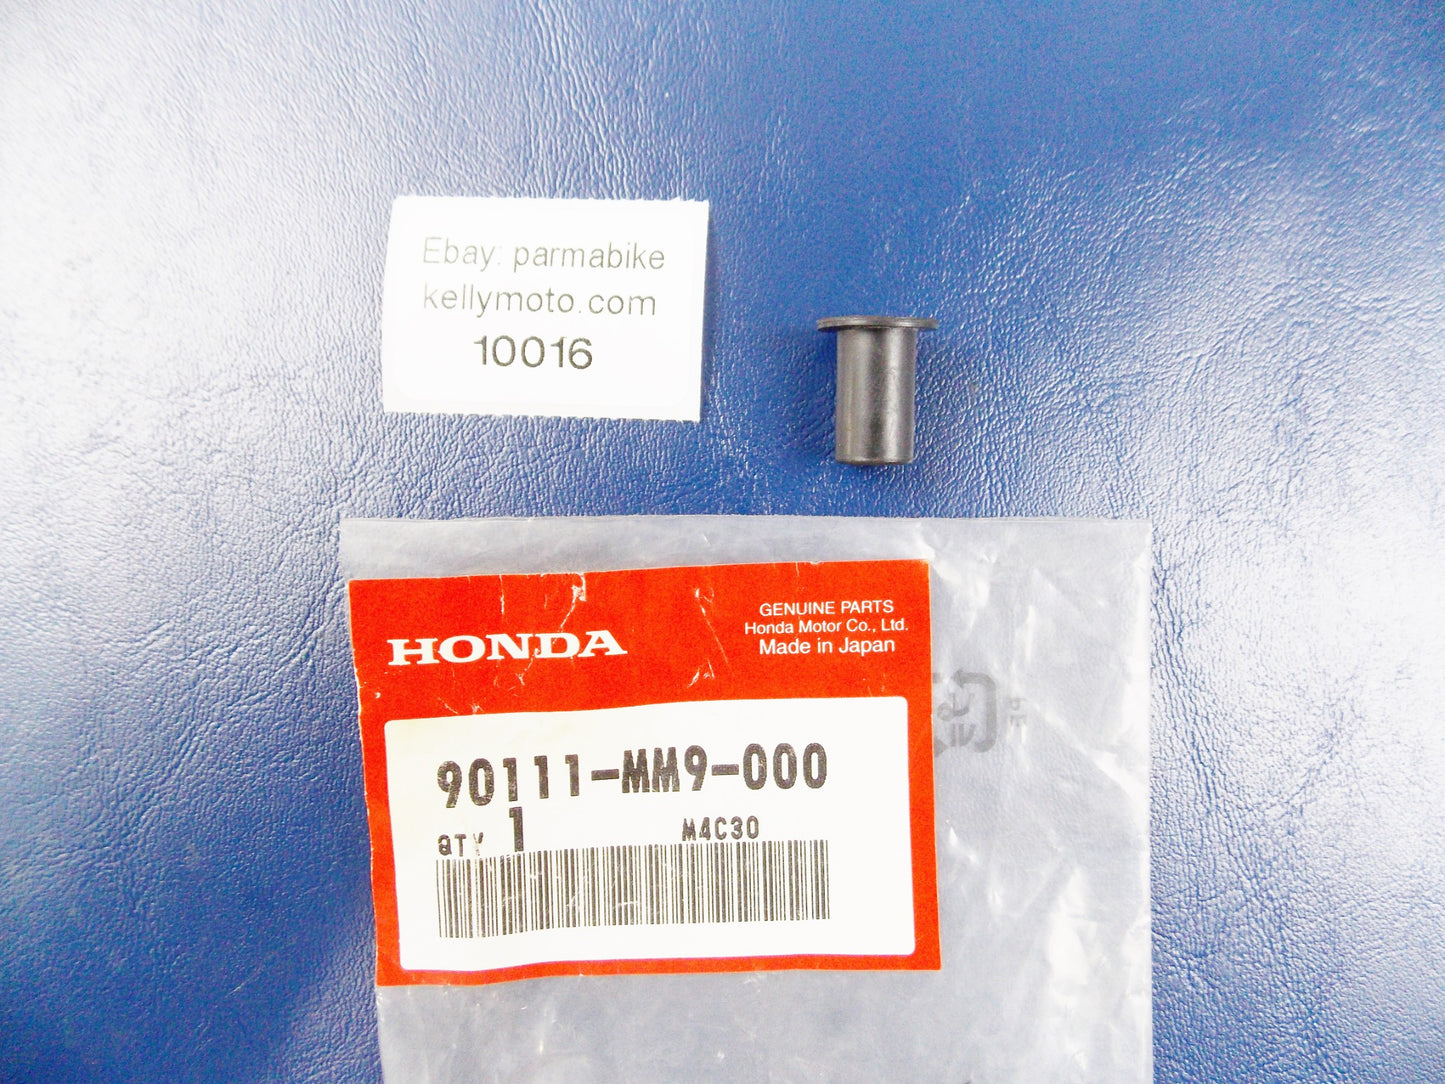 Ebay: parmabike
kellymoto.com
10016
HONDA
GENUINE PARTS
Honda Motor Co., Ltd.
Made in Japan
90111-MM9-000
QTY 1 M4C30